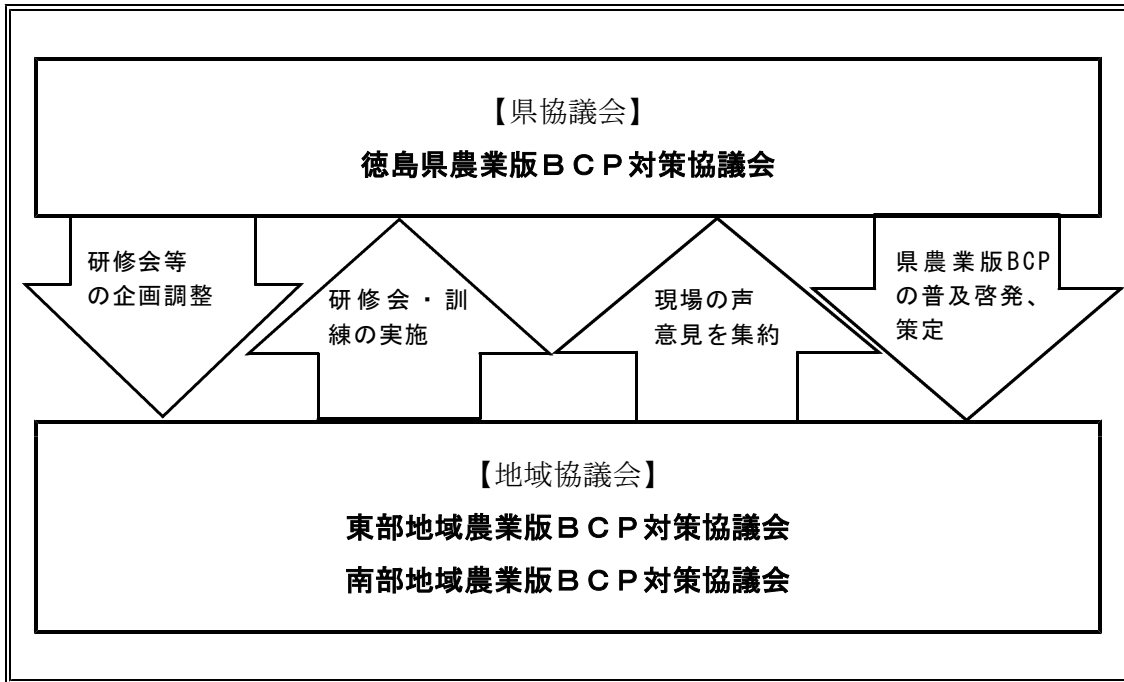 【県協議会】
徳島県農業版ＢＣＰ対策協議会
研修会等
の企画調整
研修会・訓
練の実施
現場の声
意見を集約
県農業版BCP
の普及啓発、
策定
【地域協議会】
東部地域農業版ＢＣＰ対策協議会
南部地域農業版ＢＣＰ対策協議会